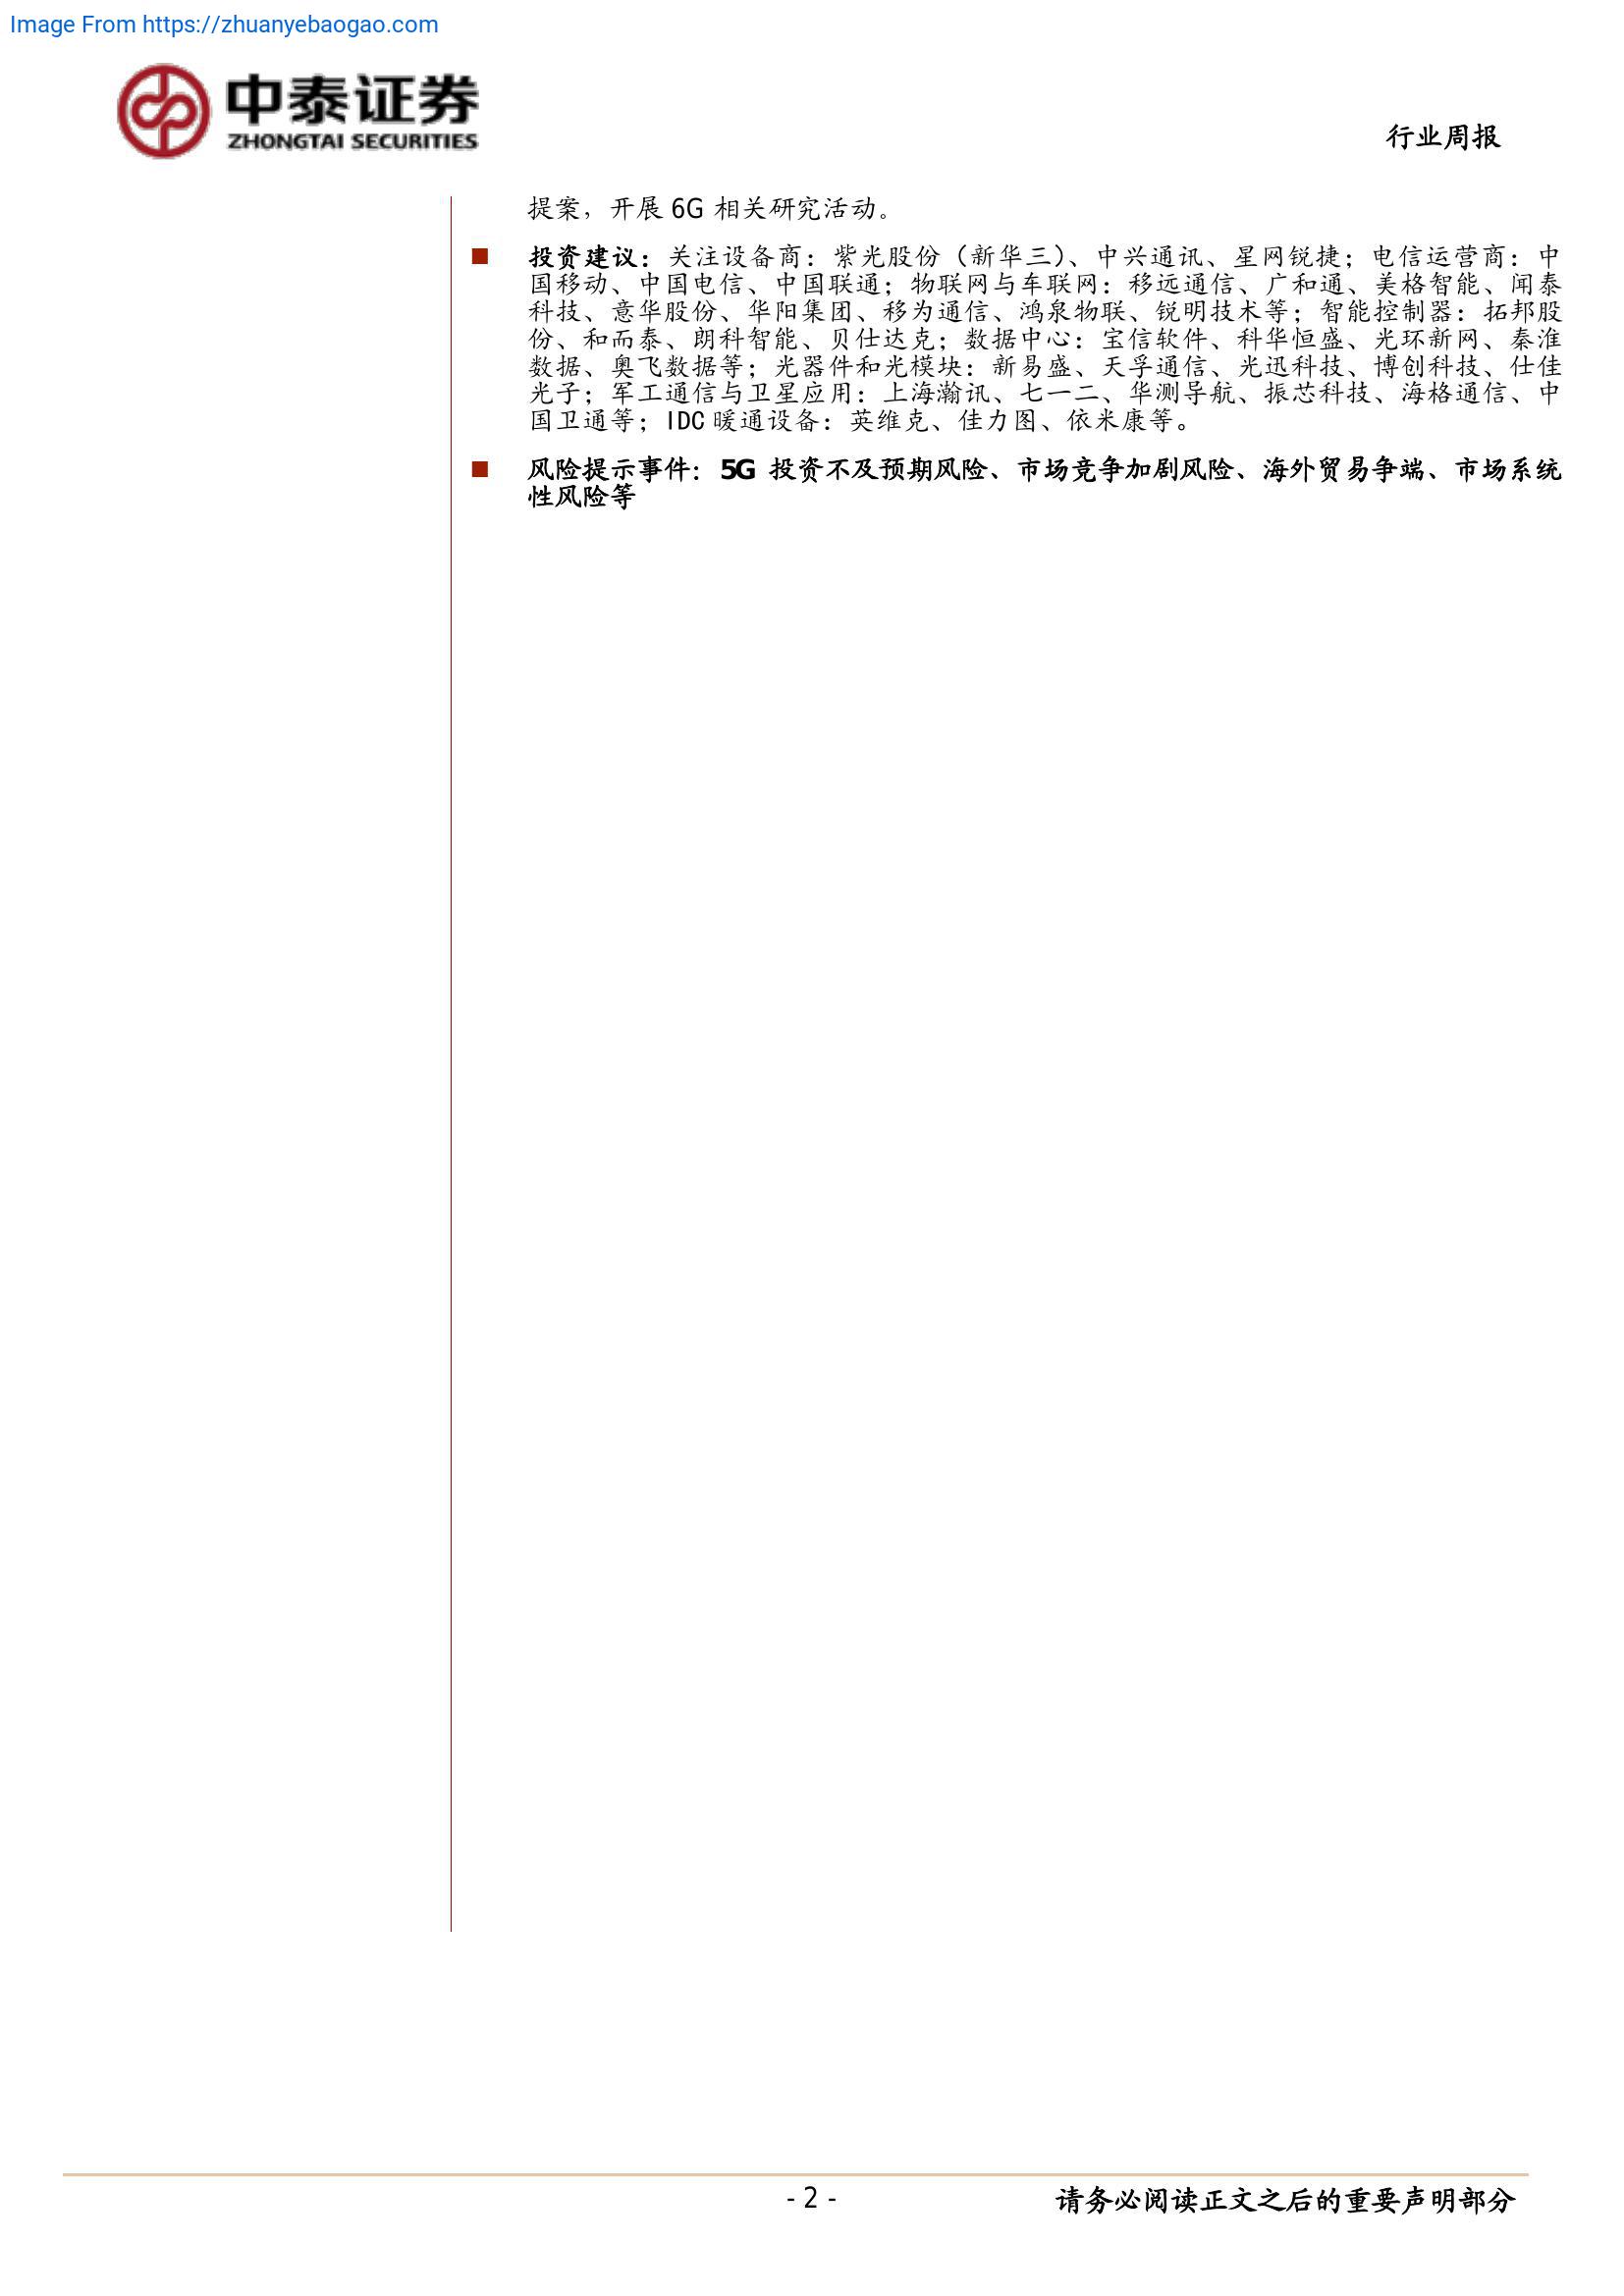 Image From https://zhuanyebaogao.com
中泰证券
ZHONGTAI SECURITIES
行业周报
提案，开展 6G 相关研究活动。
■ 投资建议：关注设备商：紫光股份（新华三）、中兴通讯、星网锐捷；电信运营商：中
国移动、中国电信、中国联通；物联网与车联网：移远通信、广和通、美格智能、闻泰
科技、意华股份、华阳集团、移为通信、鸿泉物联、锐明技术等；智能控制器：拓邦股
份、和而泰、朗科智能、贝仕达克；数据中心：宝信软件、科华恒盛、光环新网、秦淮
数据、奥飞数据等；光器件和光模块：新易盛、天孚通信、光迅科技、博创科技、仕佳
光子；军工通信与卫星应用：上海瀚讯、七一二、华测导航、振芯科技、海格通信、中
国卫通等；IDC 暖通设备：英维克、佳力图、依米康等。
■ 风险提示事件：5G 投资不及预期风险、市场竞争加剧风险、海外贸易争端、市场系统
性风险等
- 2 -
请务必阅读正文之后的重要声明部分